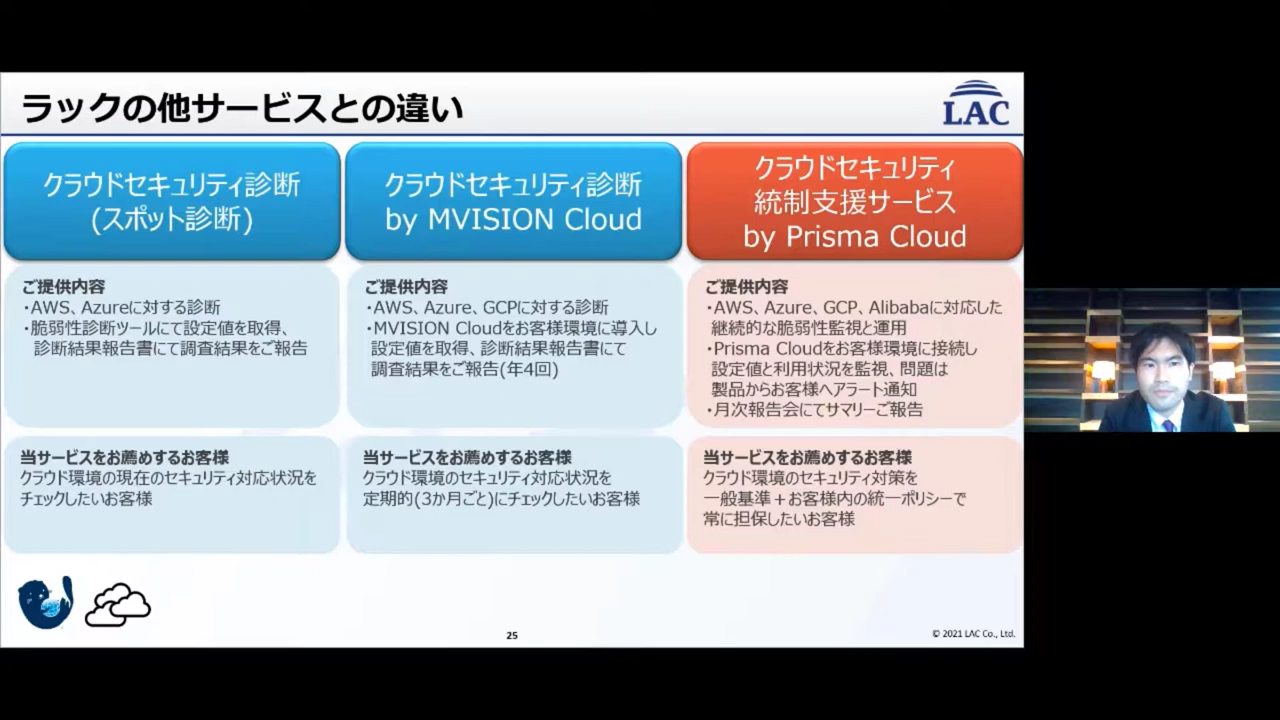 ラックの他サービスとの違い
LAC
クラウドセキュリティ診断
(スポット診断)
クラウドセキュリティ診断
by MVISION Cloud
クラウドセキュリティ
統制支援サービス
by Prisma Cloud
ご提供内容
・AWS、Azureに対する診断
・脆弱性診断ツールにて設定値を取得、
診断結果報告書にて調査結果をご報告
ご提供内容
・AWS、Azure、GCPに対する診断
・MVISION Cloudをお客様環境に導入し
設定値を取得、診断結果報告書にて
調査結果をご報告(年4回)
ご提供内容
・AWS、Azure、GCP、Alibabaに対応した
継続的な脆弱性監視と運用
・Prisma Cloudをお客様環境に接続し
設定値と利用状況を監視、問題は
製品からお客様へアラート通知
・月次報告会にてサマリーご報告
当サービスをお薦めするお客様
クラウド環境の現在のセキュリティ対応状況を
チェックしたいお客様
当サービスをお薦めするお客様
クラウド環境のセキュリティ対応状況を
定期的(3か月ごと)にチェックしたいお客様
当サービスをお薦めするお客様
クラウド環境のセキュリティ対策を
一般基準＋お客様内の統一ポリシーで
常に担保したいお客様
25
© 2021 LAC Co., Ltd.